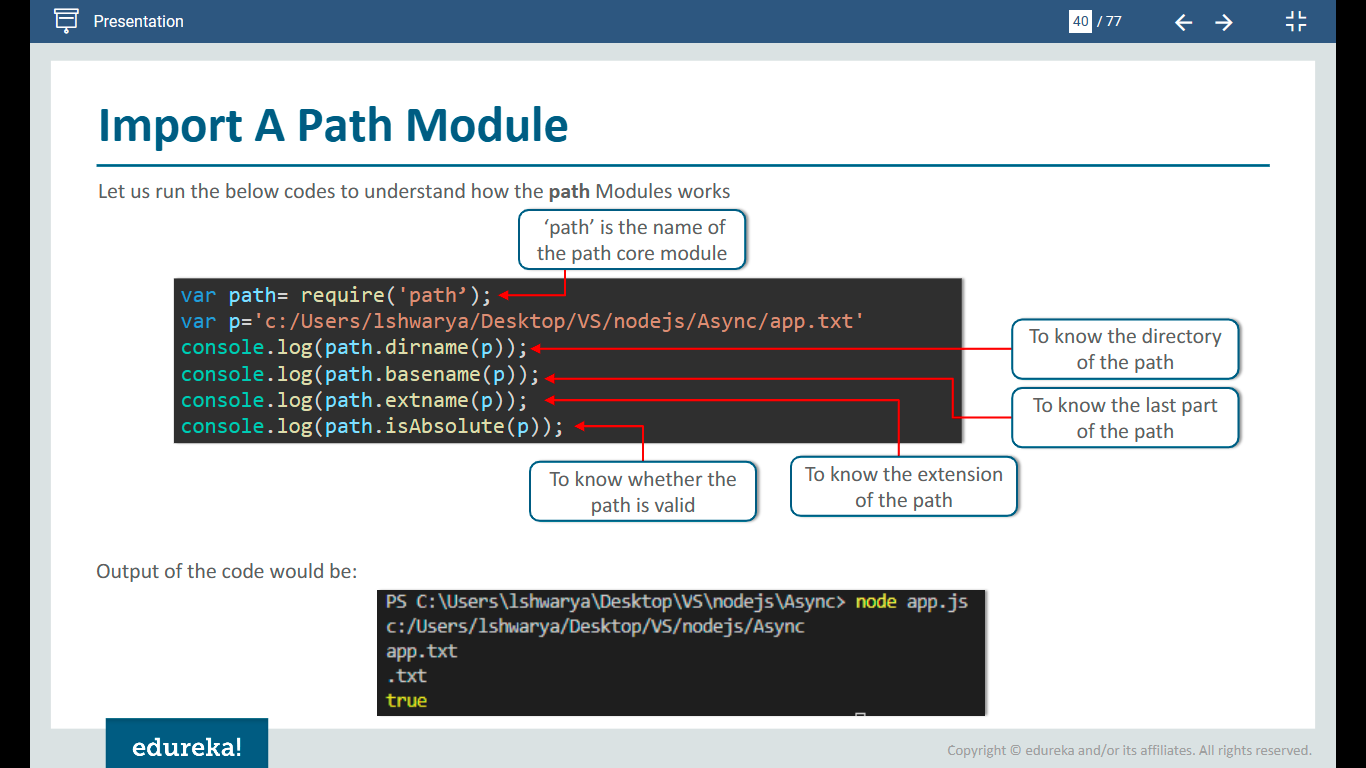 Presentation
40 / 77
Import A Path Module
Let us run the below codes to understand how the path Modules works
‘path’ is the name of
the path core module
var path= require('path’);
var p='c:/Users/lshwarya/Desktop/VS/nodejs/Async/app.txt'
console.log(path.dirname(p));
console.log(path.basename(p));
console.log(path.extname(p));
console.log(path.isAbsolute(p));
To know the directory
of the path
To know the last part
of the path
To know the extension
of the path
To know whether the
path is valid
Output of the code would be:
PS C:\Users\lshwarya\Desktop\VS\nodejs\Async> node app.js
c:/Users/lshwarya/Desktop/VS/nodejs/Async
app.txt
.txt
true
edureka!
Copyright © edureka and/or its affiliates. All rights reserved.